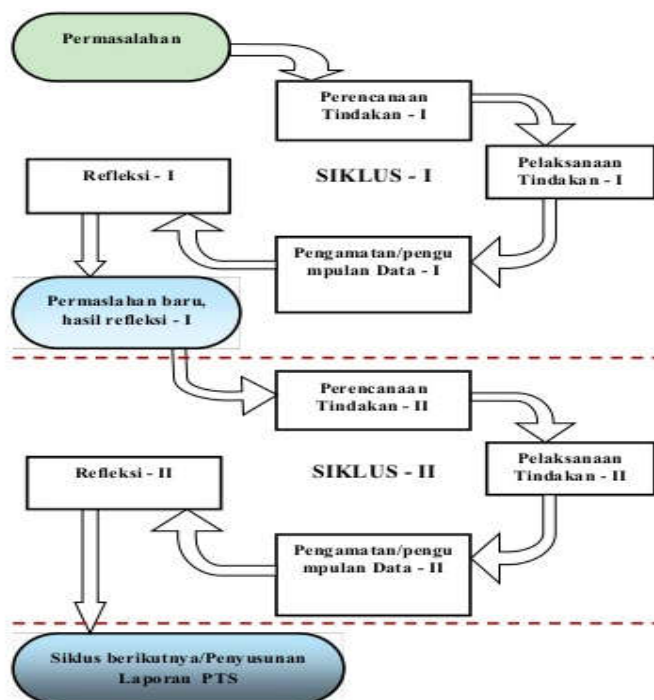 Permasalahan
Perencanaan
Tindakan - I
Pelaksanaan
Tindakan - I
Refleksi - I
SIKLUS - I
Pengamatan/pengu
mpulan Data - I
Permaslahan baru,
hasil refleksi - I
Perencanaan
Tindakan - II
Pelaksanaan
Tindakan - II
Refleksi - II
SIKLUS - II
Pengamatan/pengu
mpulan Data - II
Siklus berikutnya/Penyusunan
Laporan PTS